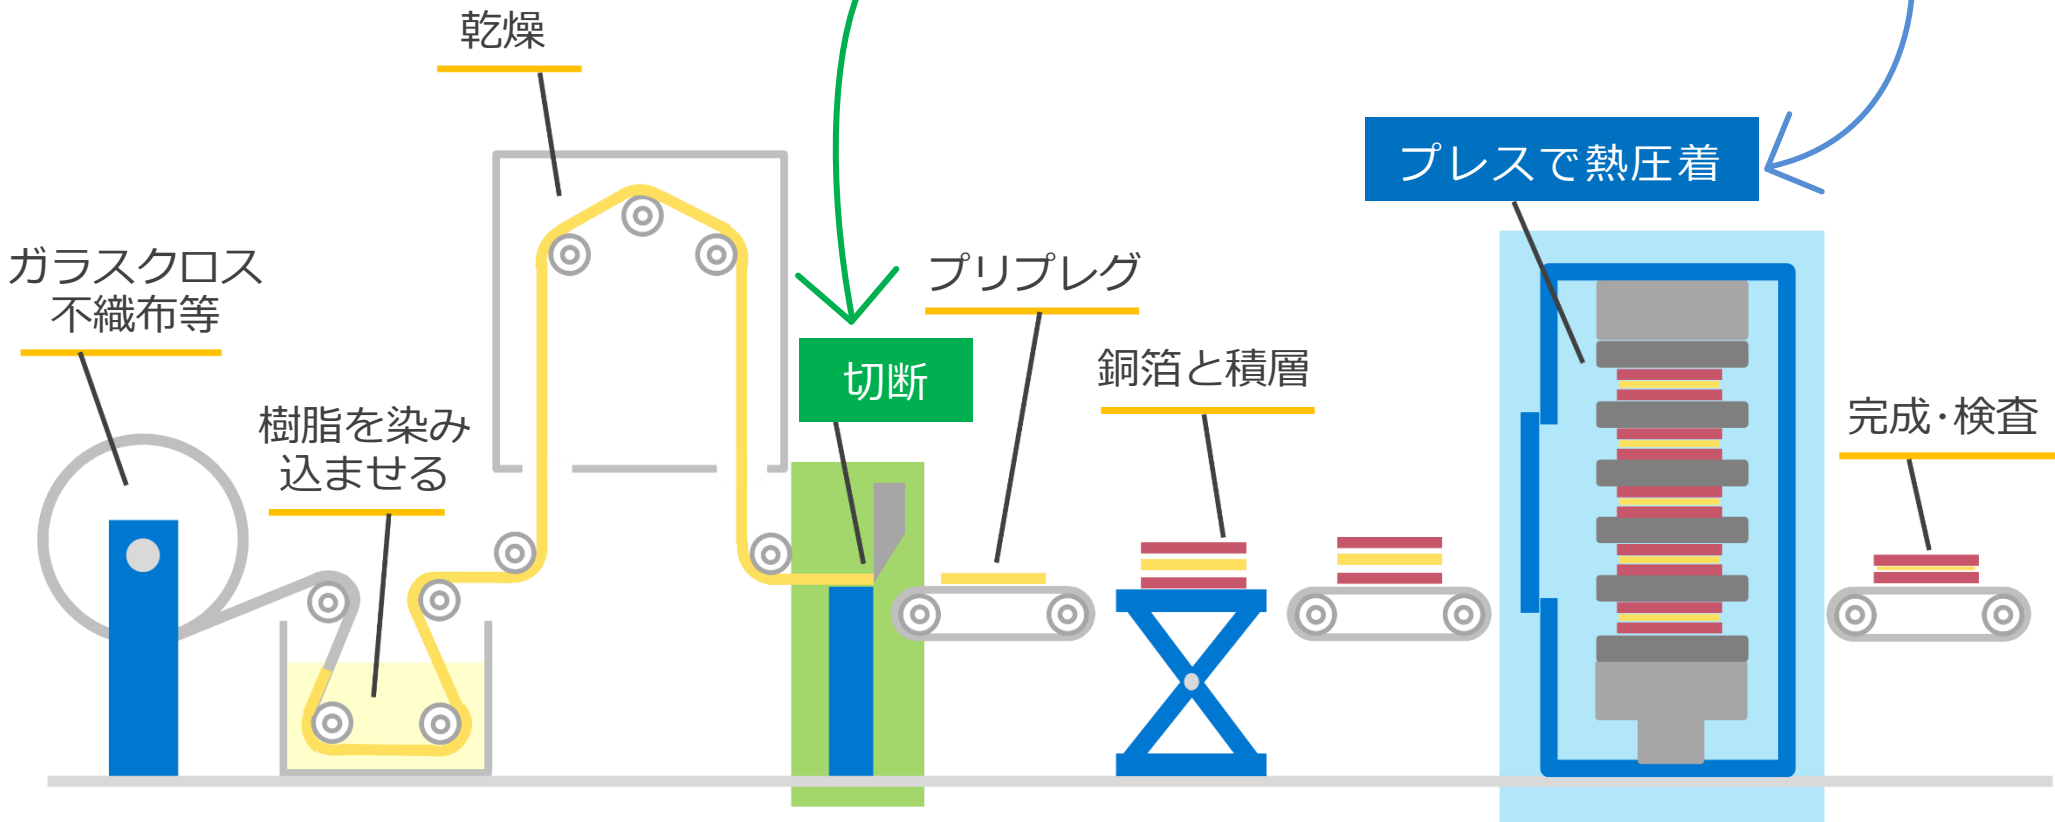 乾燥
ガラスクロス
不織布等
樹脂を染み
込ませる
切断
プリプレグ
銅箔と積層
プレスで熱圧着
完成・検査